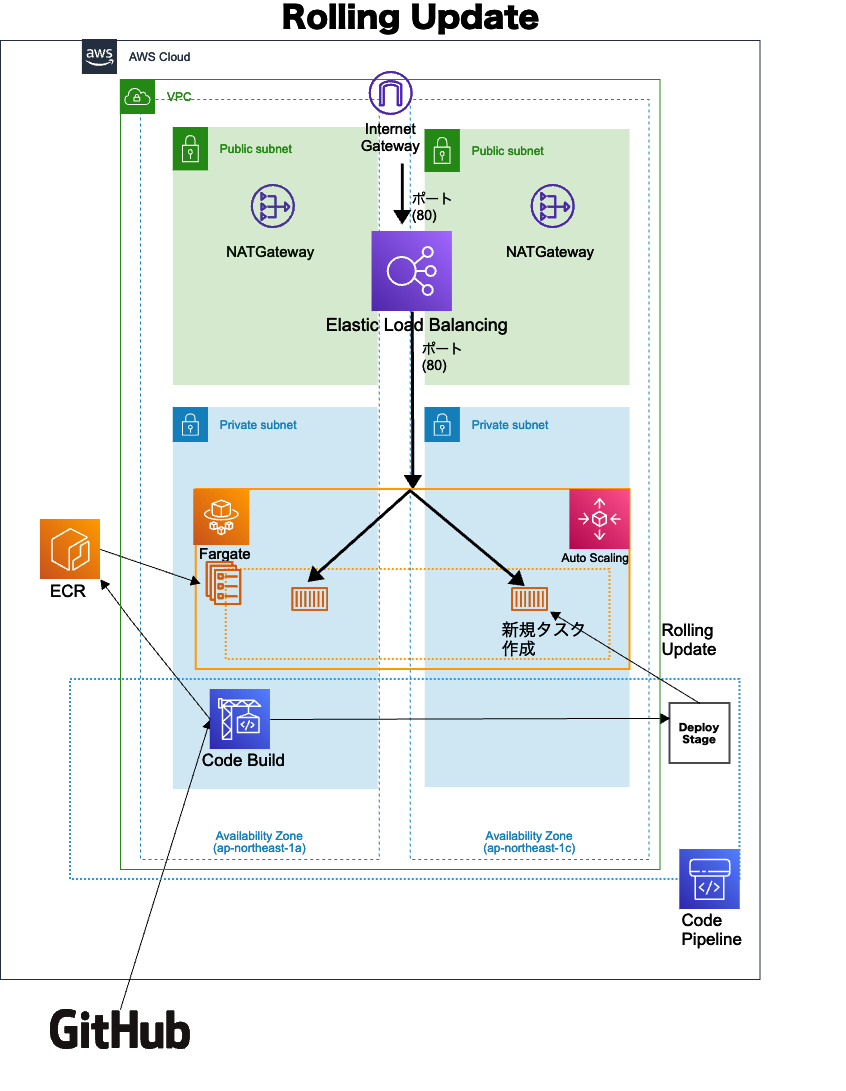 Rolling Update
aws
AWS Cloud
VPC
Internet
Gateway
Public subnet
Public subnet
ポート
(80)
NATGateway
NATGateway
Elastic Load Balancing
ポート
(80)
Private subnet
Private subnet
Fargate
Auto Scaling
ECR
新規タスク
作成
Rolling
Update
Code Build
Deploy
Stage
Availability Zone
(ap-northeast-1a)
Availability Zone
(ap-northeast-1c)
Code
Pipeline
GitHub